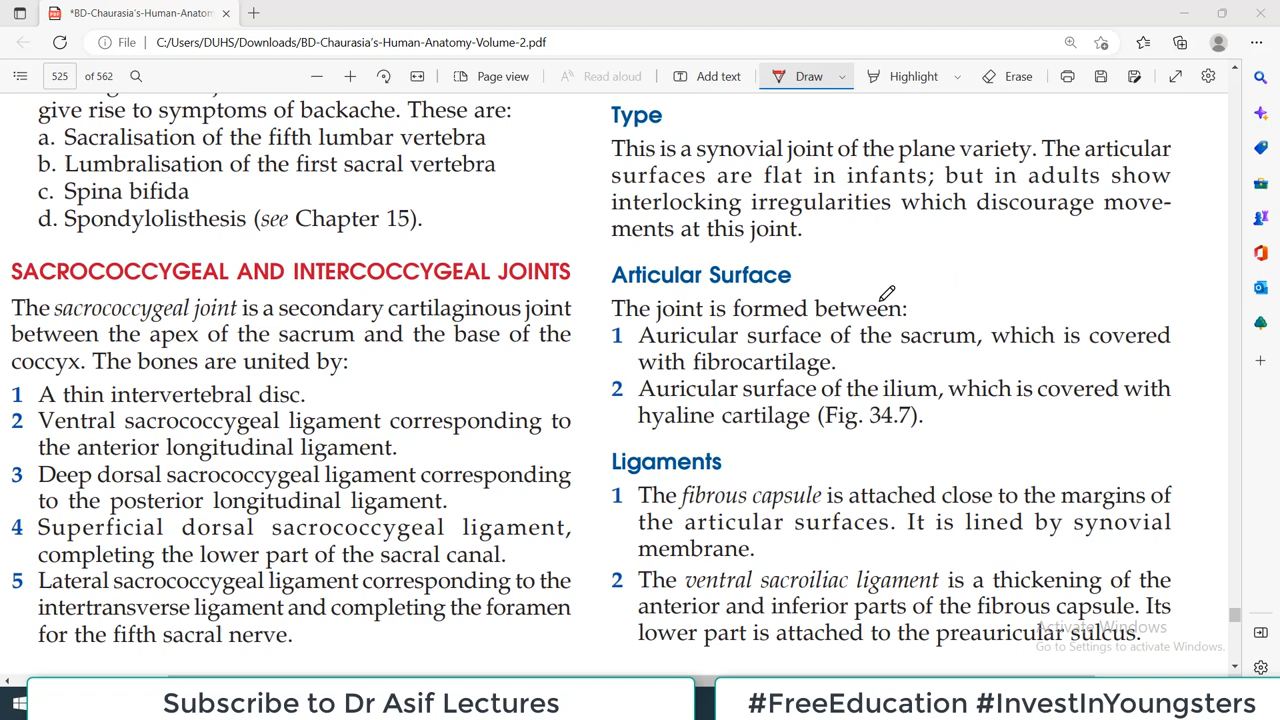 *BD-Chaurasia's-Human-Anatom
File
C:/Users/DUHS/Downloads/BD-Chaurasia's-Human-Anatomy-Volume-2.pdf
525 of 562
Page view
Read aloud
Add text
Draw
Highlight
Erase
give rise to symptoms of backache. These are:
a. Sacralisation of the fifth lumbar vertebra
b. Lumbralisation of the first sacral vertebra
c. Spina bifida
d. Spondylolisthesis (see Chapter 15).
SACROCOCCYGEAL AND INTERCOCCYGEAL JOINTS
The sacrococcygeal joint is a secondary cartilaginous joint
between the apex of the sacrum and the base of the
coccyx. The bones are united by:
1 A thin intervertebral disc.
2 Ventral sacrococcygeal ligament corresponding to
the anterior longitudinal ligament.
3 Deep dorsal sacrococcygeal ligament corresponding
to the posterior longitudinal ligament.
4 Superficial dorsal sacrococcygeal ligament,
completing the lower part of the sacral canal.
5 Lateral sacrococcygeal ligament corresponding to the
intertransverse ligament and completing the foramen
for the fifth sacral nerve.
Type
This is a synovial joint of the plane variety. The articular
surfaces are flat in infants; but in adults show
interlocking irregularities which discourage move-
ments at this joint.
Articular Surface
The joint is formed between:
1 Auricular surface of the sacrum, which is covered
with fibrocartilage.
2 Auricular surface of the ilium, which is covered with
hyaline cartilage (Fig. 34.7).
Ligaments
1 The fibrous capsule is attached close to the margins of
the articular surfaces. It is lined by synovial
membrane.
2 The ventral sacroiliac ligament is a thickening of the
anterior and inferior parts of the fibrous capsule. Its
lower part is attached to the preauricular sulcus.
Activate Windows
Go to Settings to activate Windows.
Subscribe to Dr Asif Lectures
#FreeEducation #InvestInYoungsters